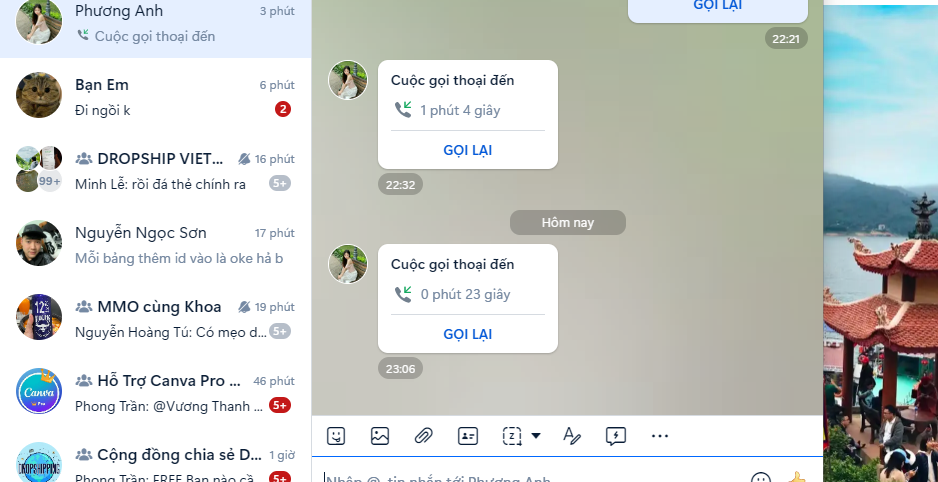 Phương Anh
3 phút
Cuộc gọi thoại đến
Bạn Em
6 phút
Đi ngồi k
2
DROPSHIP VIET...
16 phút
99+
Minh Lễ: rồi đá thẻ chính ra
5+
Nguyễn Ngọc Sơn
17 phút
Mỗi bảng thêm id vào là oke hả b
MMO cùng Khoa
19 phút
Nguyễn Hoàng Tú: Có mẹo d...
5+
Hỗ Trợ Canva Pro ...
46 phút
Canva
Pro
Phong Trần: @Vương Thanh ...
5+
Cộng đồng chia sẻ D...
1 giờ
DROPSHIPPING
Phong Trần: FREE Bạn nào cầ...
5+
GỌI LẠI
22:21
Cuộc gọi thoại đến
1 phút 4 giây
GỌI LẠI
22:32
Hôm nay
Cuộc gọi thoại đến
0 phút 23 giây
GỌI LẠI
23:06
Nhập @, tin nhắn tới Phương Anh